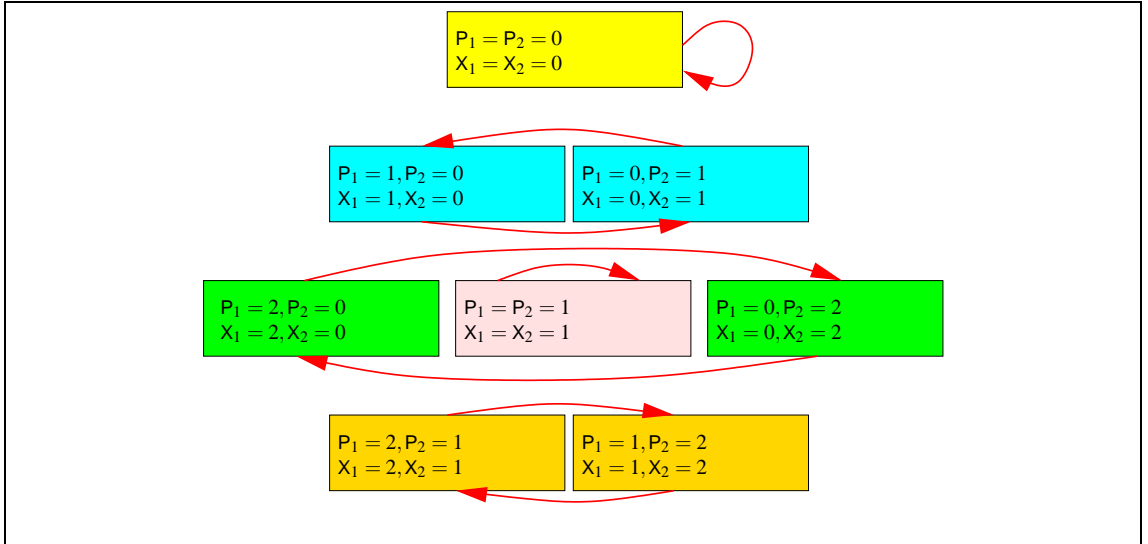 P₁ = P₂ = 0
X₁ = X₂ = 0
P₁ = 1, P₂ = 0
X₁ = 1, X₂ = 0
P₁ = 0, P₂ = 1
X₁ = 0, X₂ = 1
P₁ = 2, P₂ = 0
X₁ = 2, X₂ = 0
P₁ = P₂ = 1
X₁ = X₂ = 1
P₁ = 0, P₂ = 2
X₁ = 0, X₂ = 2
P₁ = 2, P₂ = 1
X₁ = 2, X₂ = 1
P₁ = 1, P₂ = 2
X₁ = 1, X₂ = 2